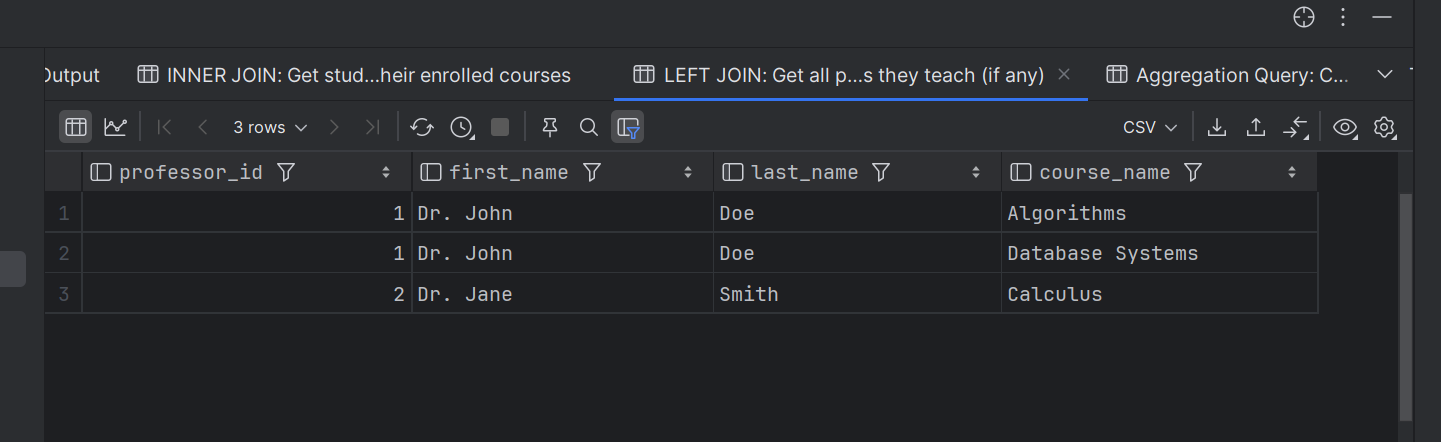 Output INNER JOIN: Get stud...heir enrolled courses LEFT JOIN: Get all p...s they teach (if any) Aggregation Query: C...
3 rows CSV
professor_id first_name last_name course_name
1 1 Dr. John Doe Algorithms
2 1 Dr. John Doe Database Systems
3 2 Dr. Jane Smith Calculus